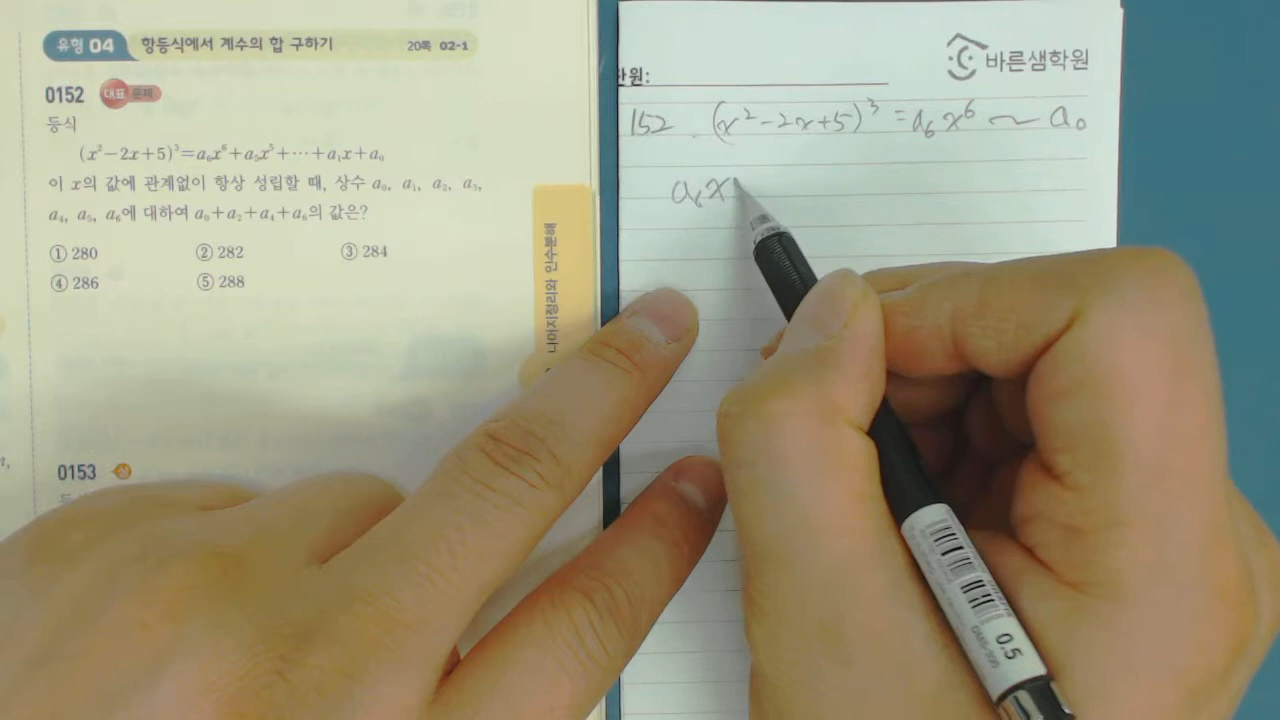 유형 04 항등식에서 계수의 합 구하기 20쪽 02-1
0152 대표 문제
등식
(x²-2x+5)³=a₆x⁶+a₅x⁵+⋯+a₁x+a₀
이 x의 값에 관계없이 항상 성립할 때, 상수 a₀, a₁, a₂, a₃,
a₄, a₅, a₆에 대하여 a₀+a₂+a₄+a₆의 값은?
① 280 ② 282 ③ 284
④ 286 ⑤ 288
0153 상
나머지정리와 인수분해
바른샘학원
단원:
152. (x²-2x+5)³=a₆x⁶~a₀
a₆x
0.5